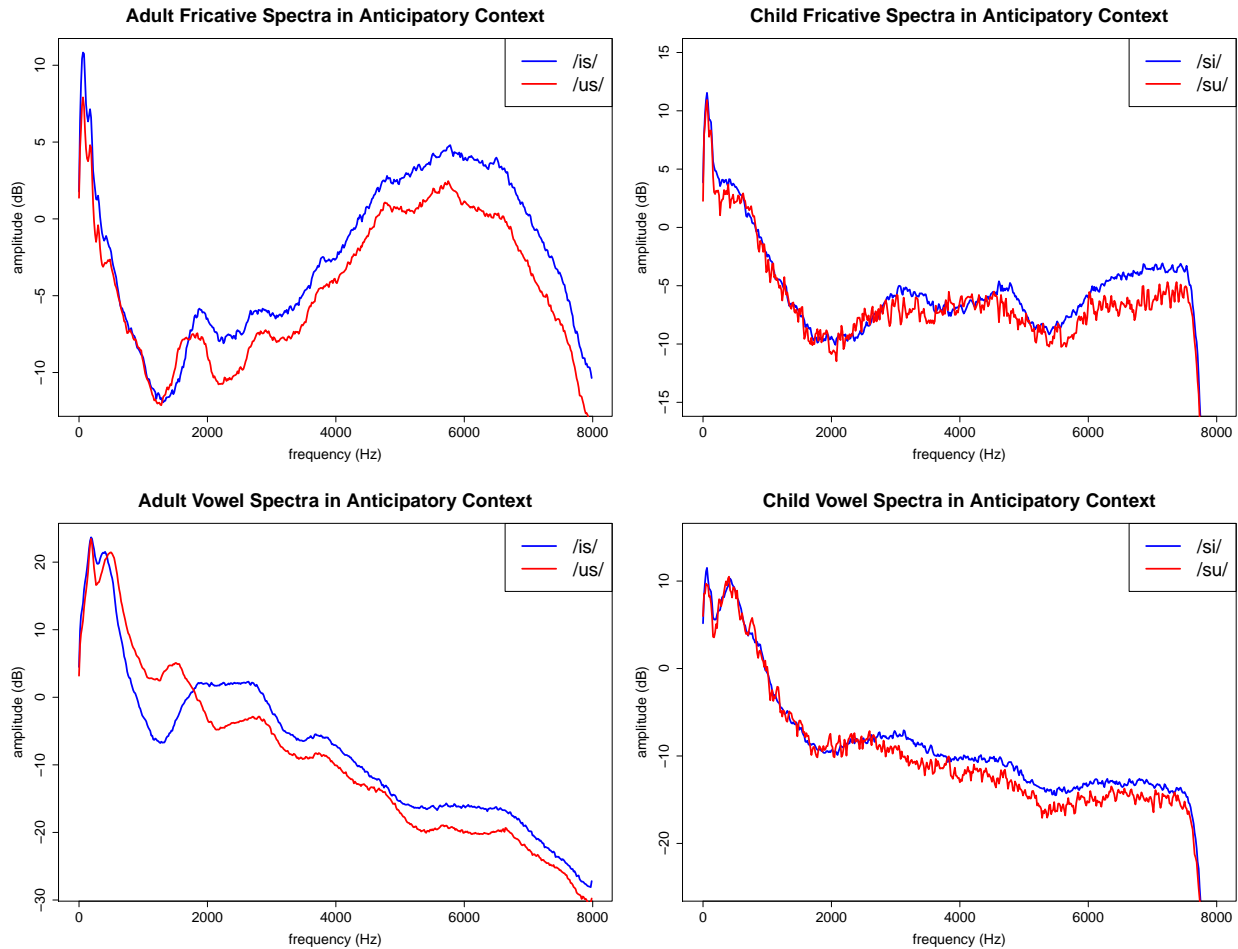 Adult Fricative Spectra in Anticipatory Context
/is/
/us/
10
5
0
−5
−10
amplitude (dB)
0 2000 4000 6000 8000
frequency (Hz)
Child Fricative Spectra in Anticipatory Context
/si/
/su/
15
10
5
0
−5
−10
−15
amplitude (dB)
0 2000 4000 6000 8000
frequency (Hz)
Adult Vowel Spectra in Anticipatory Context
/is/
/us/
20
10
0
−10
−20
−30
amplitude (dB)
0 2000 4000 6000 8000
frequency (Hz)
Child Vowel Spectra in Anticipatory Context
/si/
/su/
10
0
−10
−20
amplitude (dB)
0 2000 4000 6000 8000
frequency (Hz)